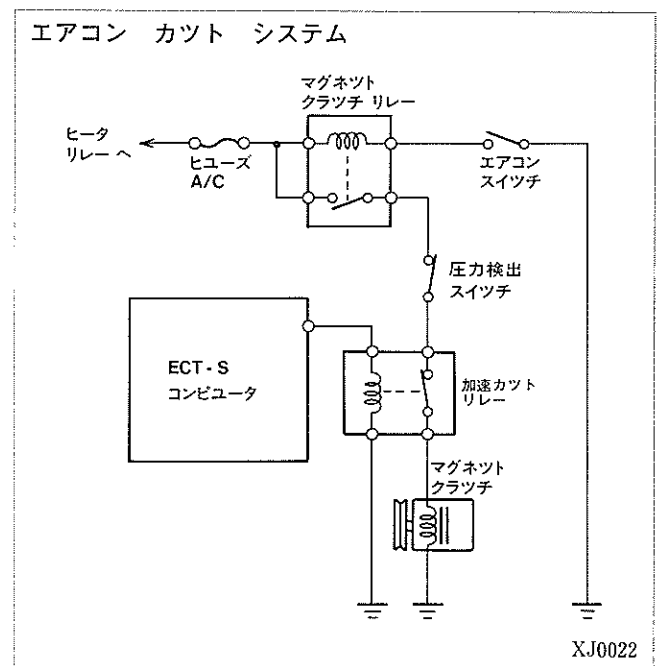 エアコン カツト システム
マグネツト
クラツチ リレー
ヒータ
リレー へ
ヒユーズ
A/C
エアコン
スイツチ
圧力検出
スイツチ
ECT-S
コンピユータ
加速カツト
リレー
マグネツト
クラツチ
XJ0022